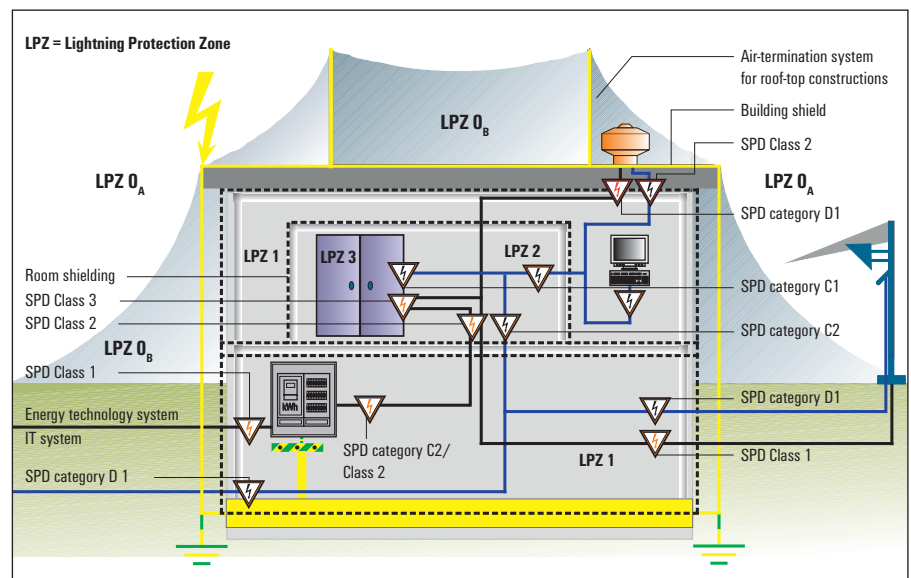 LPZ = Lightning Protection Zone
Air-termination system
for roof-top constructions
Building shield
SPD Class 2
LPZ 0B
LPZ 0A
LPZ 0A
SPD category D1
LPZ 1
LPZ 3
LPZ 2
Room shielding
SPD Class 3
SPD Class 2
SPD category C1
SPD category C2
LPZ 0B
SPD Class 1
kWh
SPD category D1
Energy technology system
IT system
SPD category C2/
Class 2
LPZ 1
SPD Class 1
SPD category D 1